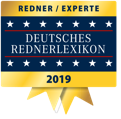 REDNER / EXPERTE
DEUTSCHES
REDNERLEXIKON
2019